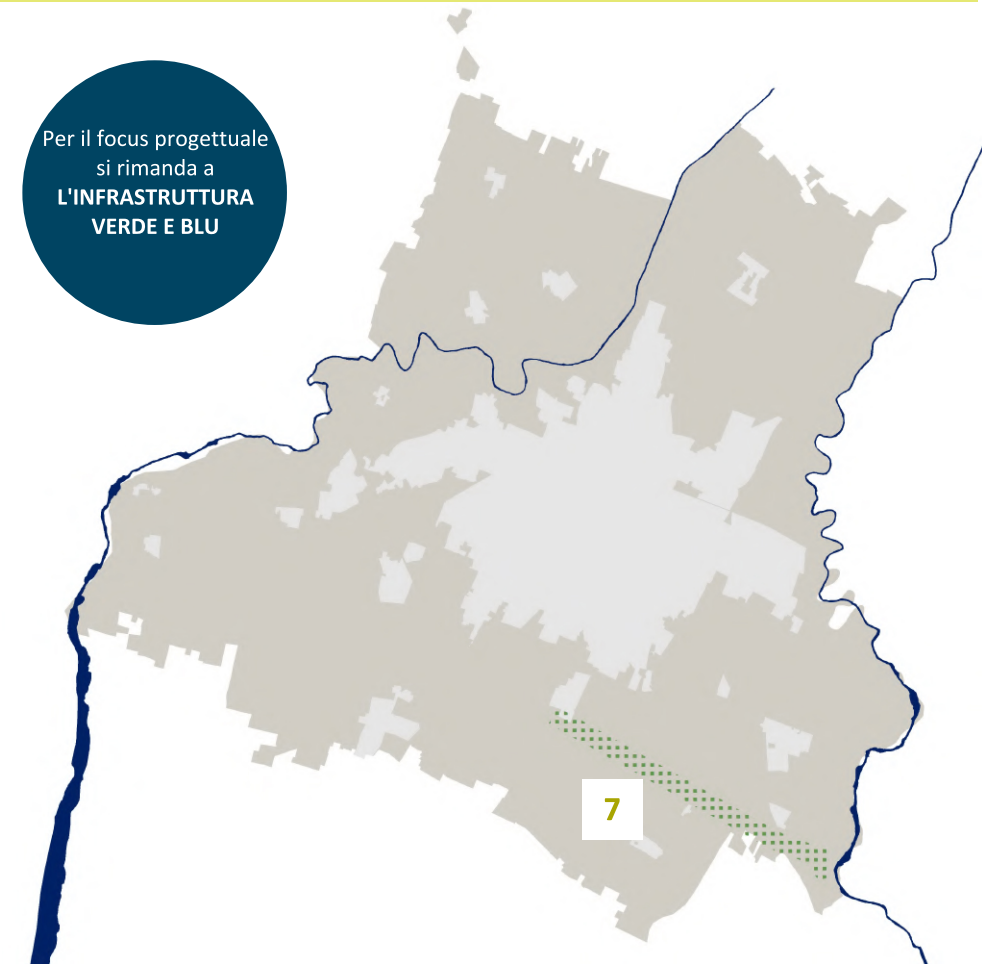 Per il focus progettuale
si rimanda a
L'INFRASTRUTTURA
VERDE E BLU
7